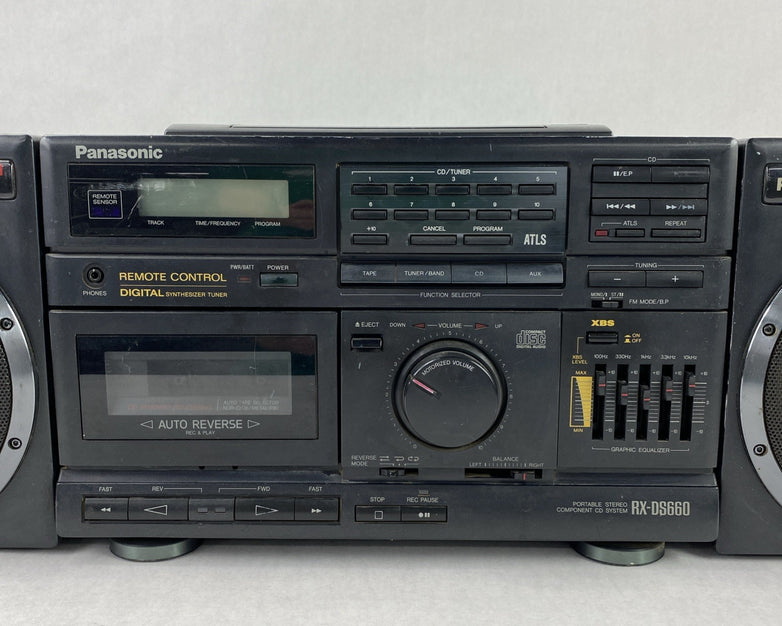 Panasonic
REMOTE SENSOR
TRACK TIME/FREQUENCY PROGRAM
CD/TUNER
1 2 3 4 5
6 7 8 9 10
+10 CANCEL PROGRAM ATLS
CD
II/E.P
I◀◀/◀◀ ▶▶/▶▶I
ATLS REPEAT
PHONES
REMOTE CONTROL
DIGITAL SYNTHESIZER TUNER
PWR/BATT POWER
TAPE TUNER/BAND CD AUX
FUNCTION SELECTOR
TUNING
− +
FM MODE/B.P
AUTO REVERSE
REC & PLAY
EJECT
DOWN VOLUME UP
COMPACT disc DIGITAL AUDIO
MOTORIZED VOLUME
REVERSE MODE
BALANCE
LEFT RIGHT
XBS
ON
OFF
XBS LEVEL
100Hz 330Hz 1kHz 3.3kHz 10kHz
MAX
MIN
GRAPHIC EQUALIZER
FAST REV FWD FAST
STOP REC PAUSE
PORTABLE STEREO
COMPONENT CD SYSTEM RX-DS660